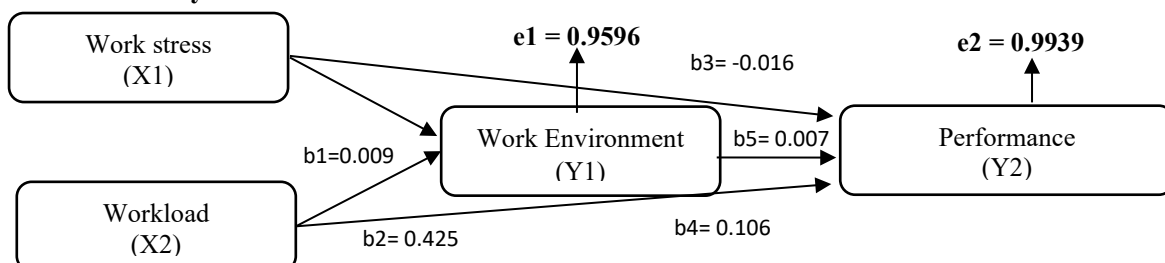 Work stress
(X1)
e1 = 0.9596
e2 = 0.9939
b3= -0.016
Work Environment
(Y1)
b5= 0.007
Performance
(Y2)
b1=0.009
Workload
(X2)
b2= 0.425
b4= 0.106